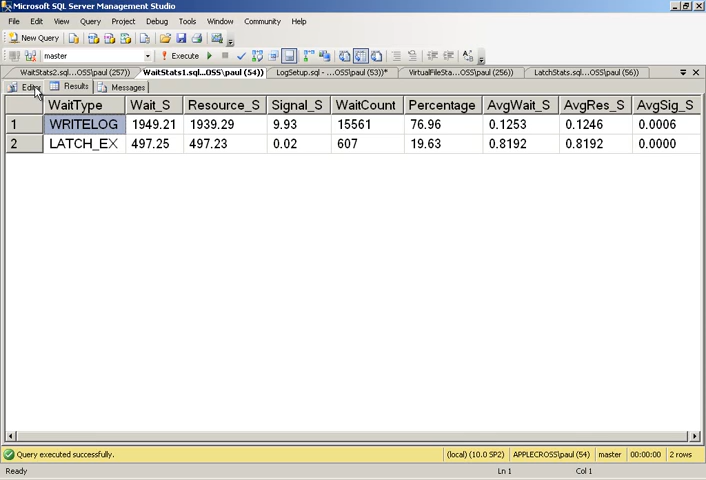 Microsoft SQL Server Management Studio
File Edit View Query Project Debug Tools Window Community Help
New Query
master Execute
WaitStats2.sql...OSS\paul (257)) WaitStats1.sql...OSS\paul (54)) LogSetup.sql - ...OSS\paul (53))* VirtualFileSta...OSS\paul (256)) LatchStats.sql...OSS\paul (56))
Editor Results Messages
WaitType Wait_S Resource_S Signal_S WaitCount Percentage AvgWait_S AvgRes_S AvgSig_S
1 WRITELOG 1949.21 1939.29 9.93 15561 76.96 0.1253 0.1246 0.0006
2 LATCH_EX 497.25 497.23 0.02 607 19.63 0.8192 0.8192 0.0000
Query executed successfully. (local) (10.0 SP2) APPLECROSS\paul (54) master 00:00:00 2 rows
Ready Ln 1 Col 1